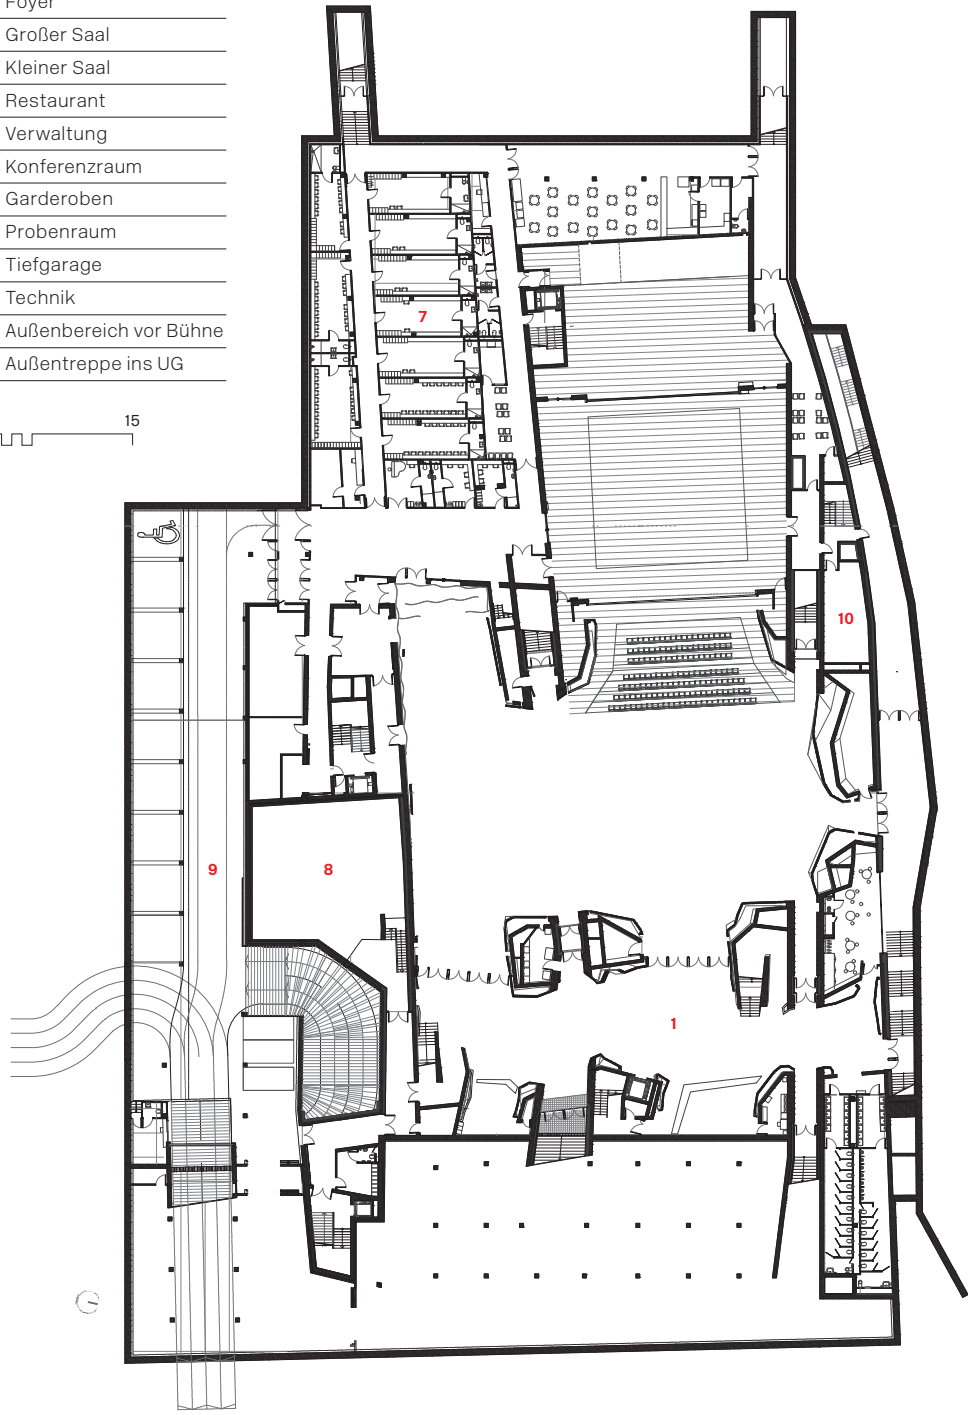 Foyer
Großer Saal
Kleiner Saal
Restaurant
Verwaltung
Konferenzraum
Garderoben
Probenraum
Tiefgarage
Technik
Außenbereich vor Bühne
Außentreppe ins UG
15
7
10
9
8
1